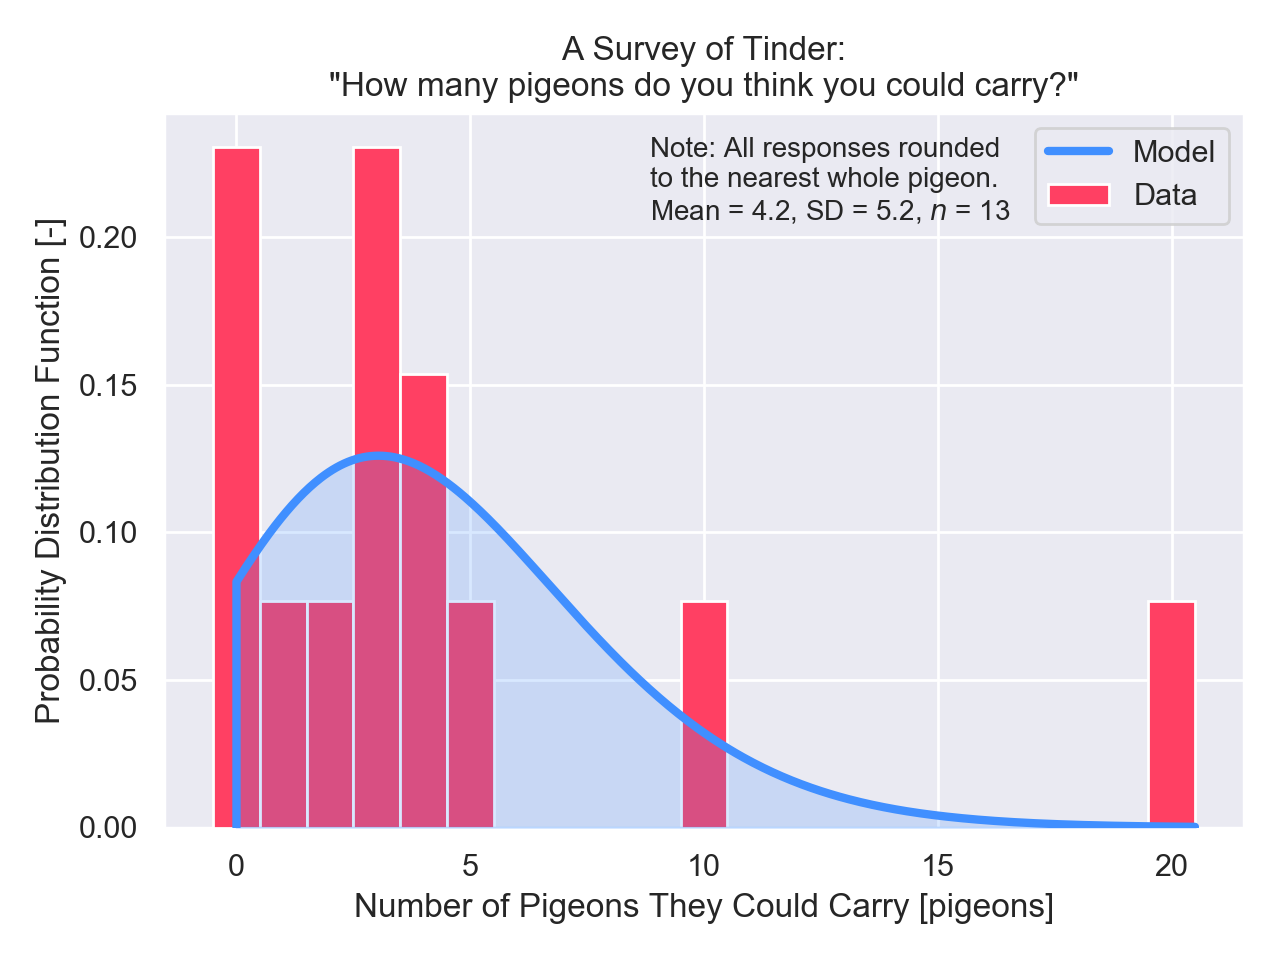 A Survey of Tinder:
"How many pigeons do you think you could carry?"
Note: All responses rounded
to the nearest whole pigeon.
Mean = 4.2, SD = 5.2, n = 13
Model
Data
Probability Distribution Function [-]
0.20
0.15
0.10
0.05
0.00
0 5 10 15 20
Number of Pigeons They Could Carry [pigeons]